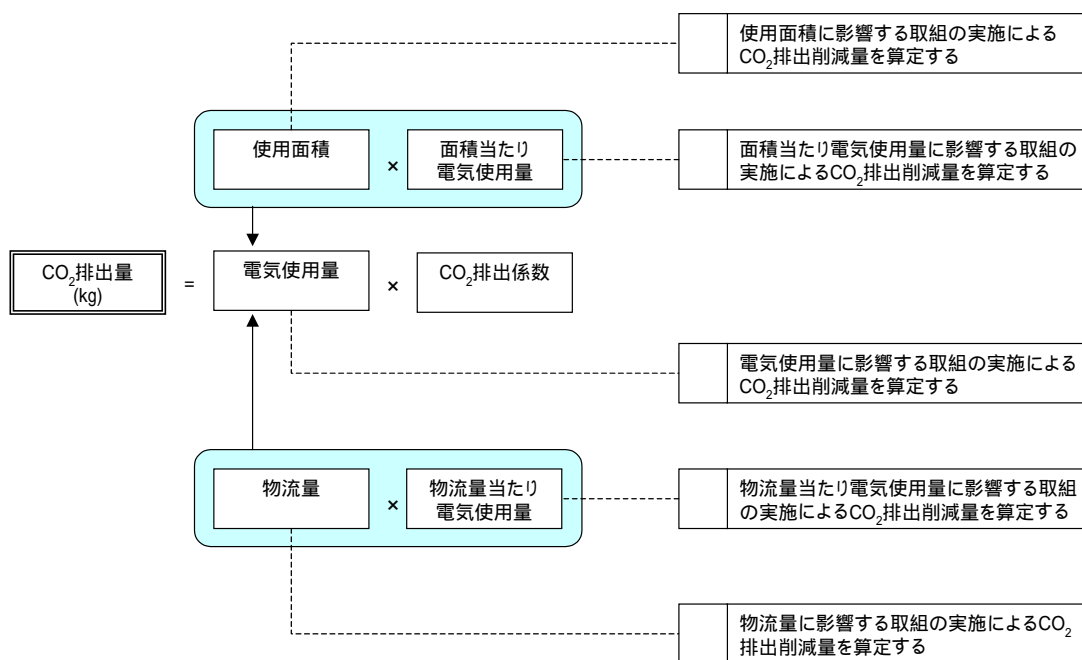 使用面積に影響する取組の実施による
CO₂排出削減量を算定する
使用面積
×
面積当たり
電気使用量
面積当たり電気使用量に影響する取組の
実施によるCO₂排出削減量を算定する
CO₂排出量
(kg)
=
電気使用量
×
CO₂排出係数
電気使用量に影響する取組の実施による
CO₂排出削減量を算定する
物流量
×
物流量当たり
電気使用量
物流量当たり電気使用量に影響する取組
の実施によるCO₂排出削減量を算定する
物流量に影響する取組の実施によるCO₂
排出削減量を算定する